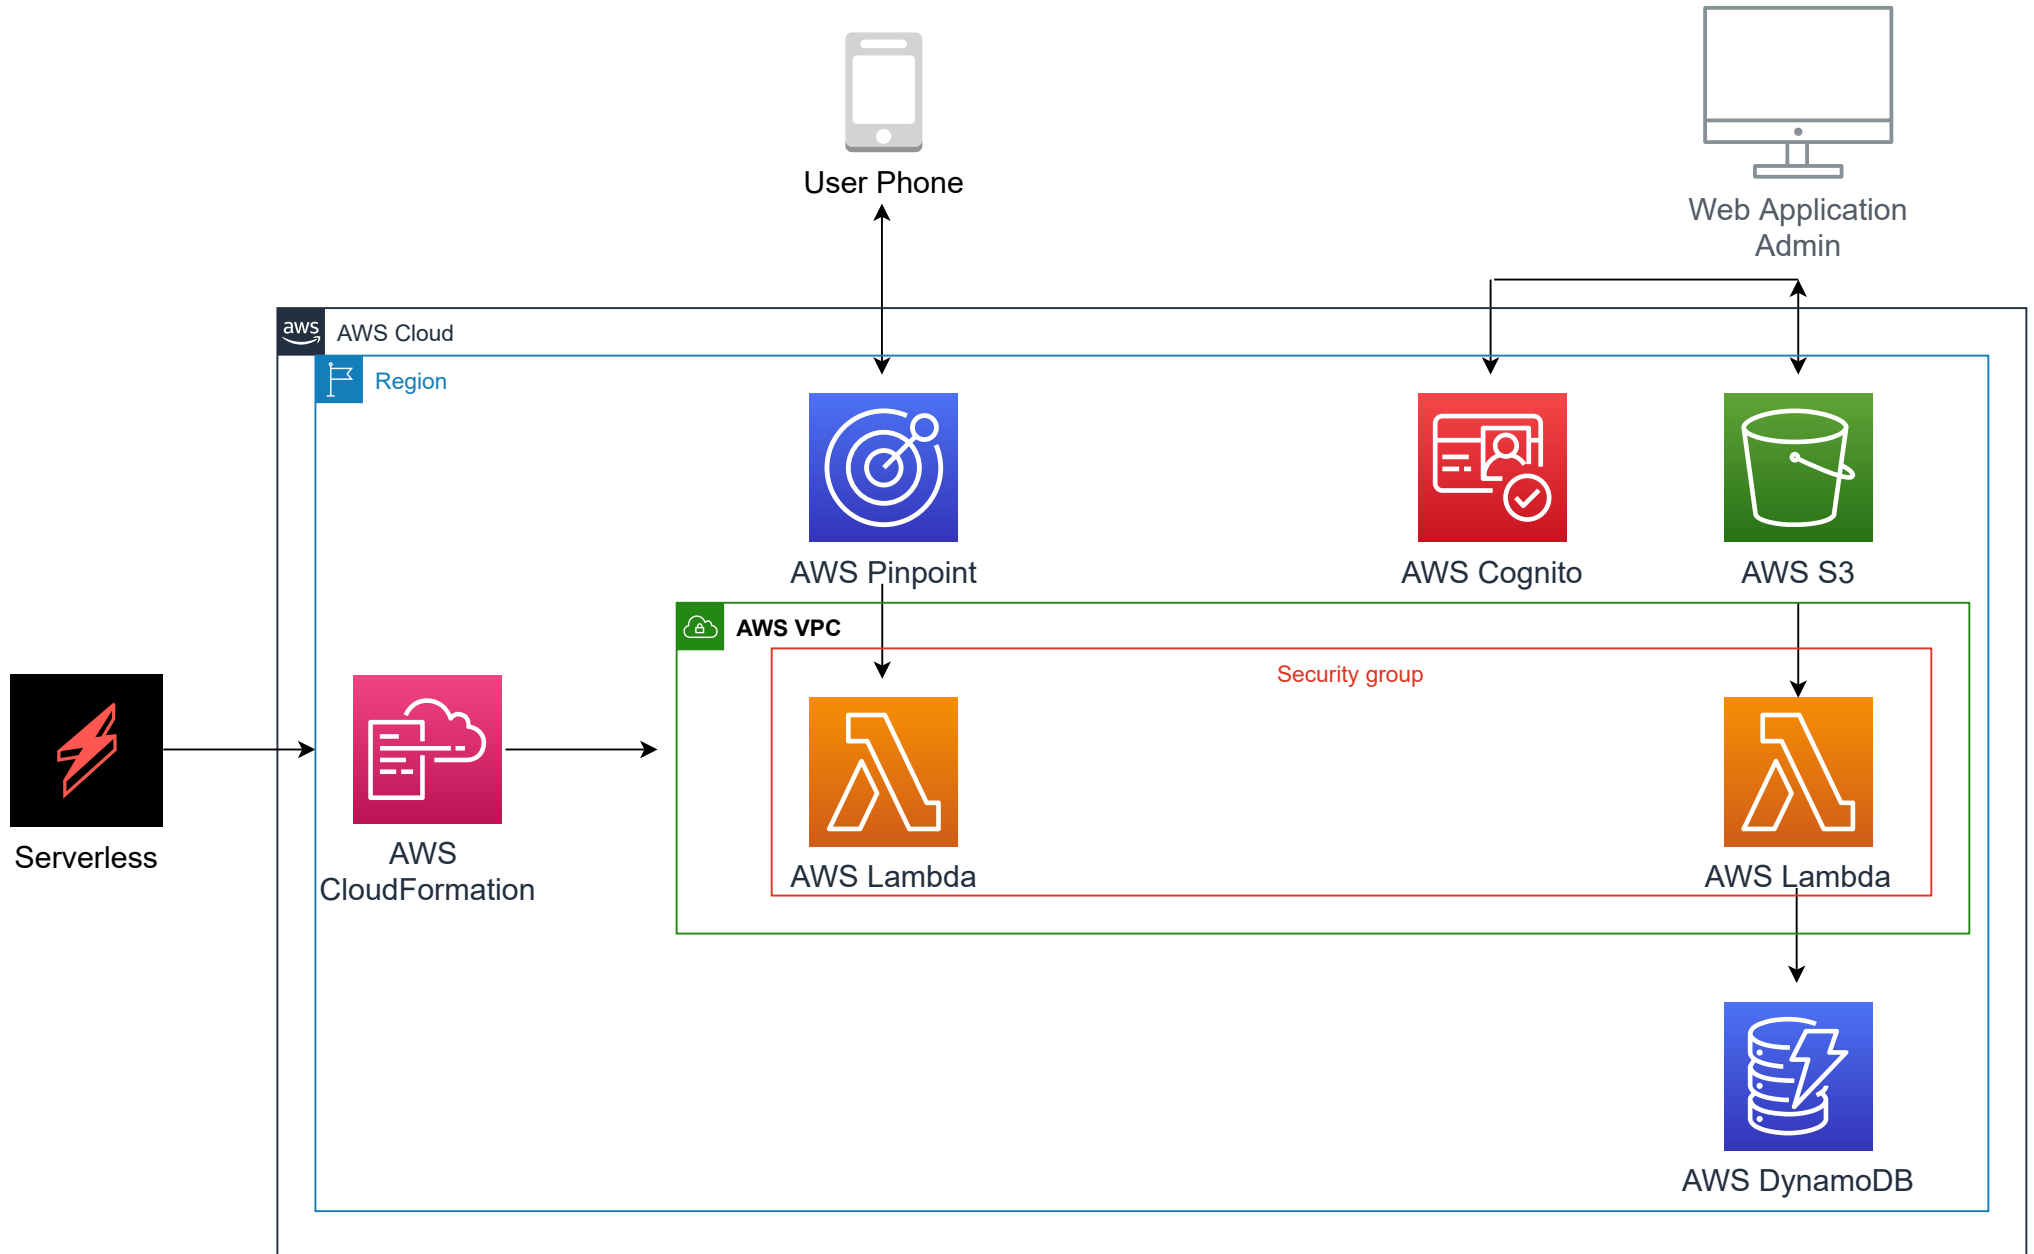 User Phone
Web Application
Admin
aws
AWS Cloud
Region
AWS Pinpoint
AWS Cognito
AWS S3
AWS VPC
Security group
Serverless
AWS
CloudFormation
AWS Lambda
AWS Lambda
AWS DynamoDB